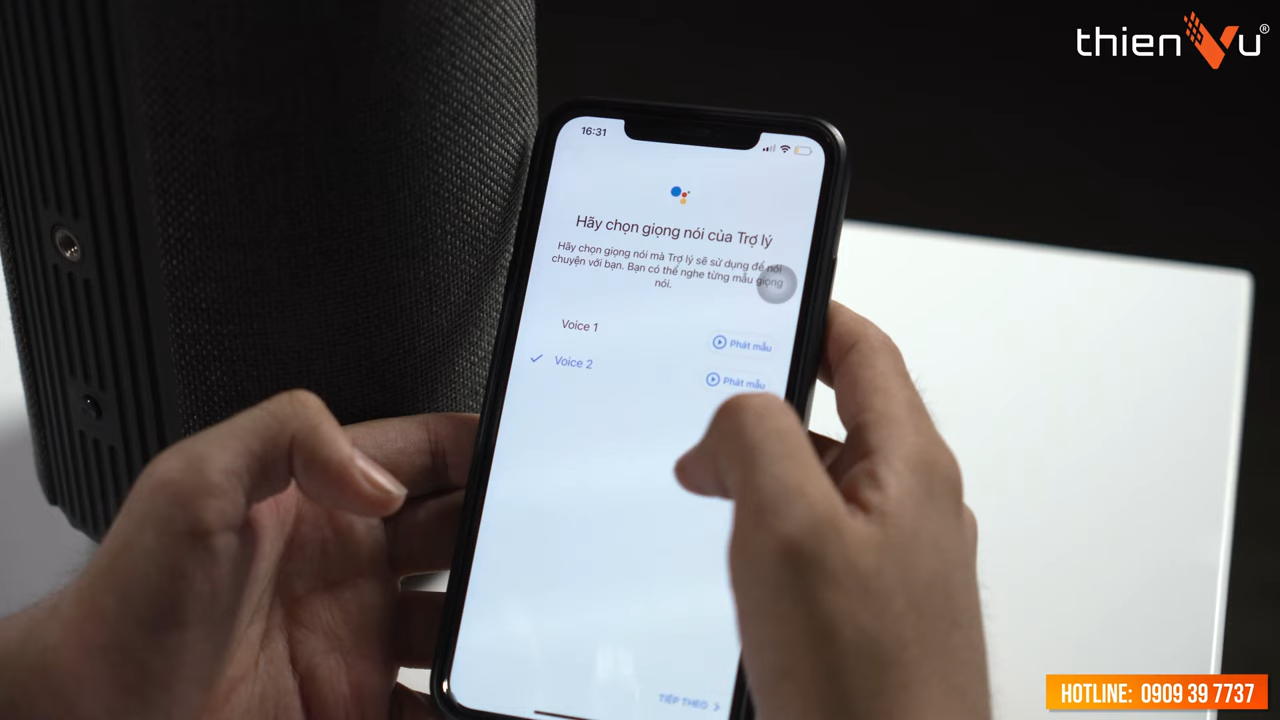 thienVu®
16:31
Hãy chọn giọng nói của Trợ lý
Hãy chọn giọng nói mà Trợ lý sẽ sử dụng để nói
chuyện với bạn. Bạn có thể nghe từng mẫu giọng
nói.
Voice 1
Phát mẫu
Voice 2
Phát mẫu
TIẾP THEO
HOTLINE: 0909 39 7737